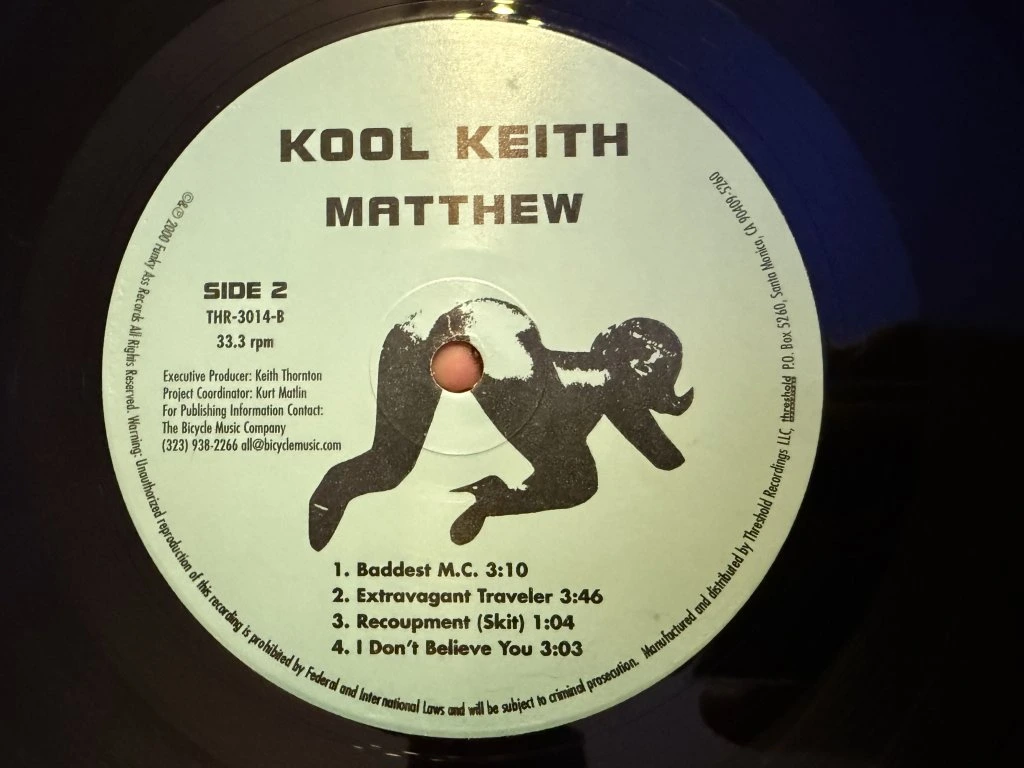 KOOL KEITH
MATTHEW
SIDE 2
THR-3014-B
33.3 rpm
Executive Producer: Keith Thornton
Project Coordinator: Kurt Matlin
For Publishing Information Contact:
The Bicycle Music Company
(323) 938-2266 all@bicyclemusic.com
1. Baddest M.C. 3:10
2. Extravagant Traveler 3:46
3. Recoupment (Skit) 1:04
4. I Don't Believe You 3:03
©&℗ 2000 Funky Ass Records All Rights Reserved. Warning: Unauthorized reproduction of this recording is prohibited by Federal and International Laws and will be subject to criminal prosecution. Manufactured and distributed by Threshold Recordings LLC, threshold P.O. Box 5260, Santa Monica, CA 90409-5260